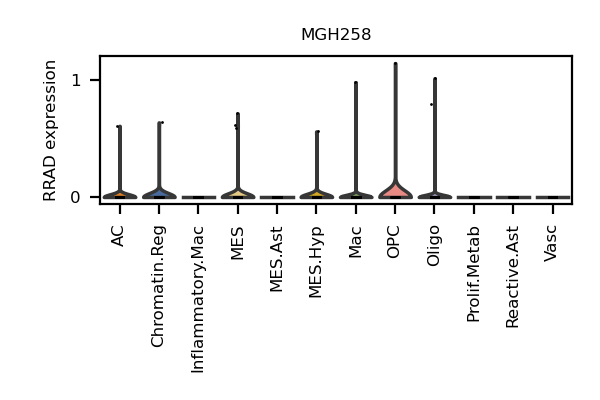 MGH258
RRAD expression
1
0
AC
Chromatin.Reg
Inflammatory.Mac
MES
MES.Ast
MES.Hyp
Mac
OPC
Oligo
Prolif.Metab
Reactive.Ast
Vasc